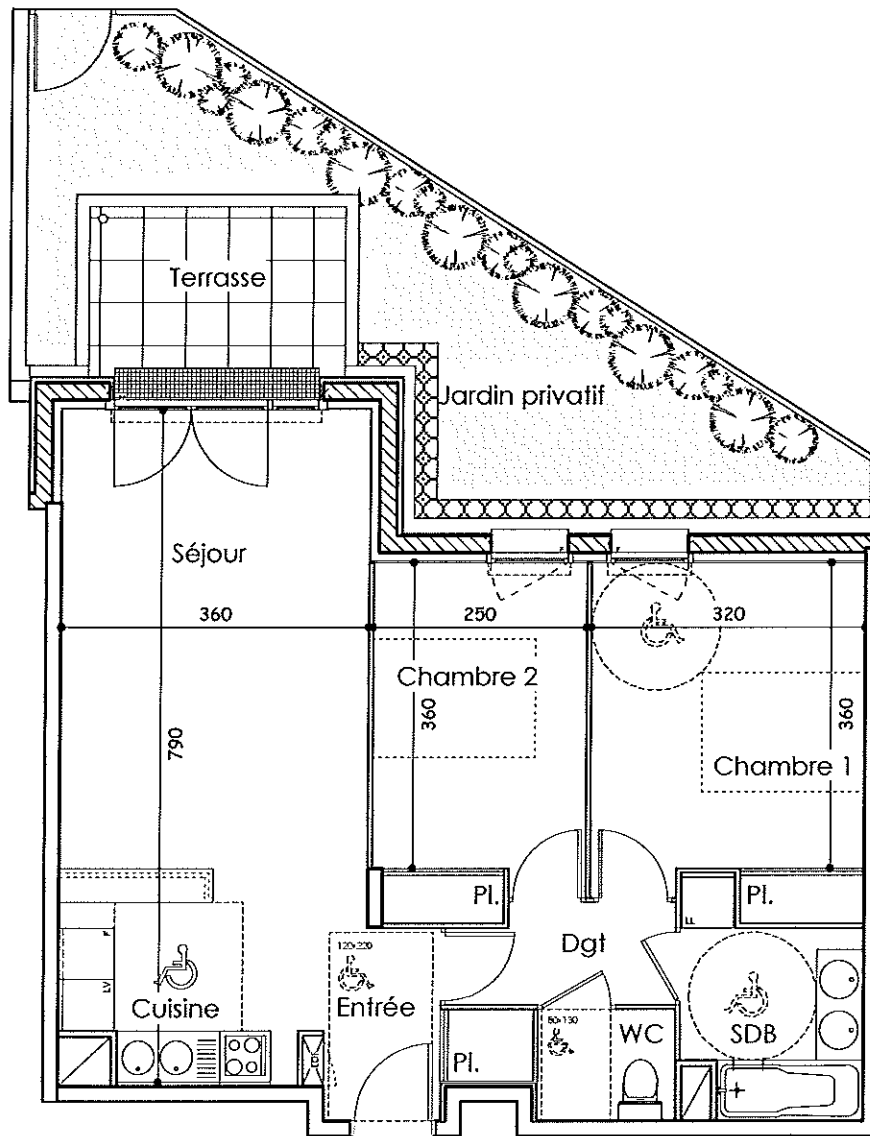 Terrasse
Jardin privatif
Séjour
360
250
320
Chambre 2
360
360
790
Chambre 1
Pl.
LL
Pl.
F
120x220
Dgt
LV
Cuisine
Entrée
80x130
WC
SDB
Pl.